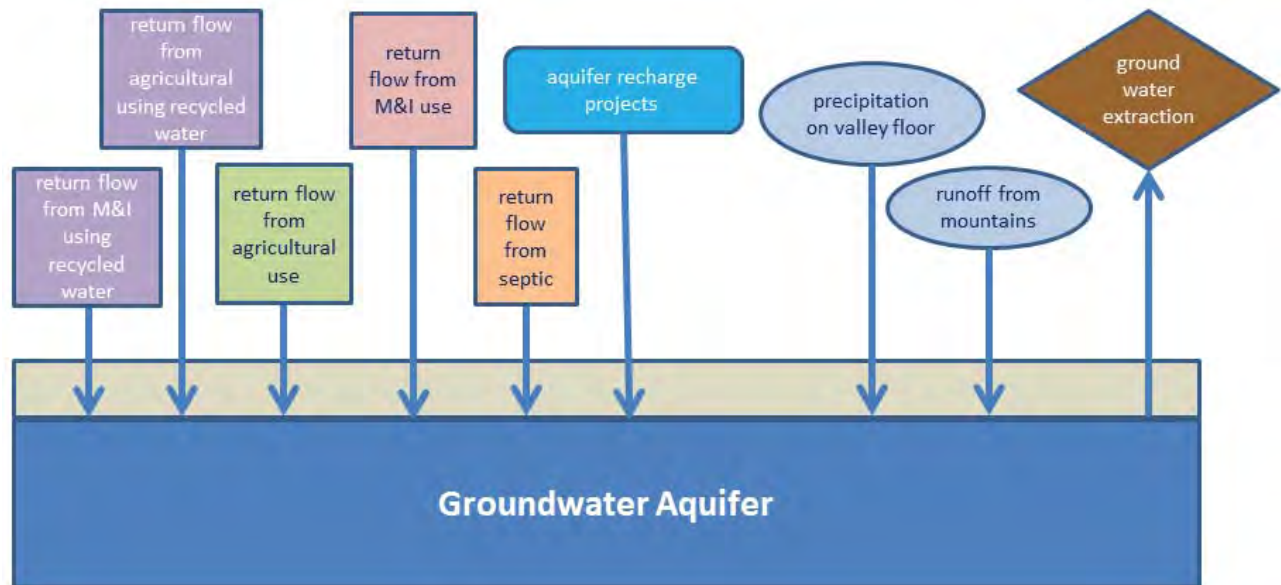 return flow
from
agricultural
using recycled
water
return
flow from
M&I use
aquifer recharge
projects
precipitation
on valley floor
ground
water
extraction
return flow
from M&I
using
recycled
water
return flow
from
agricultural
use
return
flow
from
septic
runoff from
mountains
Groundwater Aquifer